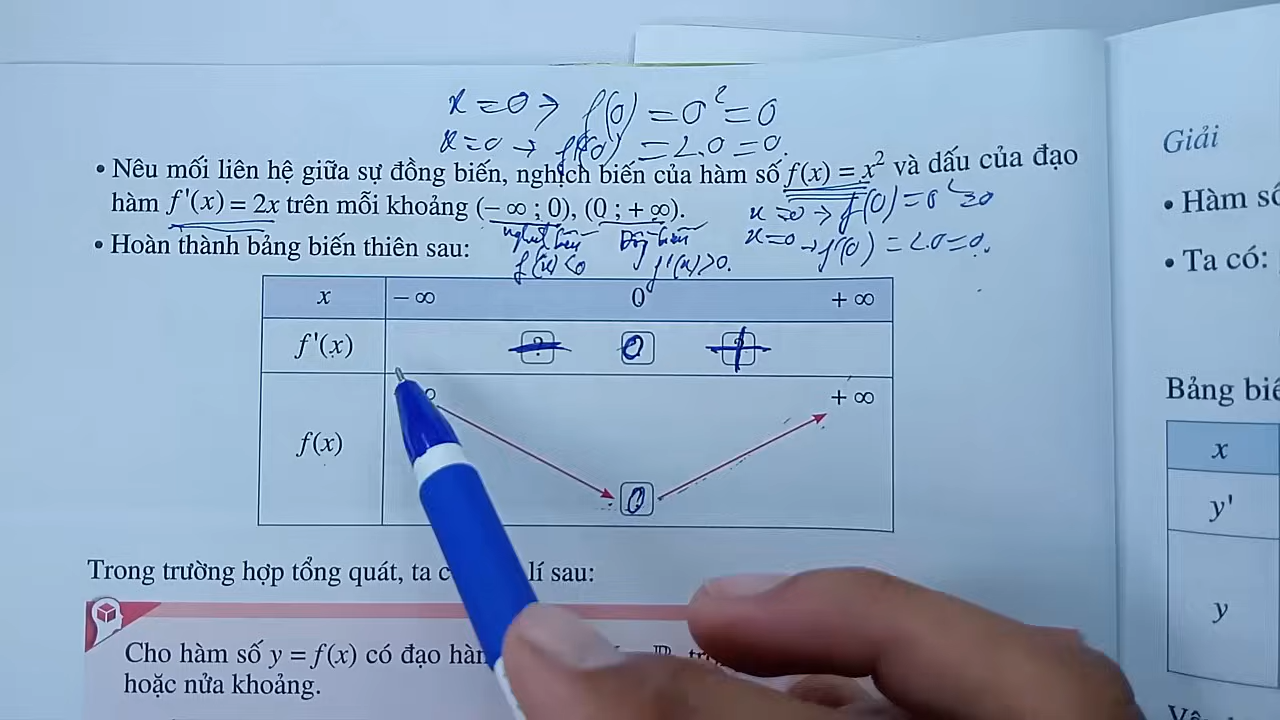 x = 0 → f(0) = 0² = 0
x = 0 → f'(0) = 2.0 = 0.
• Nêu mối liên hệ giữa sự đồng biến, nghịch biến của hàm số f(x) = x² và dấu của đạo
hàm f'(x) = 2x trên mỗi khoảng (– ∞ ; 0), (0 ; + ∞).
x = 0 → f(0) = 0² = 0
nghịch biến Đồng biến x = 0 → f'(0) = 2.0 = 0.
• Hoàn thành bảng biến thiên sau:
f'(x) < 0 f'(x) > 0.
x – ∞ 0 + ∞
f'(x) – 0 +
+ ∞
f(x)
0
Trong trường hợp tổng quát, ta lí sau:
Cho hàm số y = f(x) có đạo hàm
hoặc nửa khoảng.
Giải
• Hàm số
• Ta có:
Bảng
x
y'
y